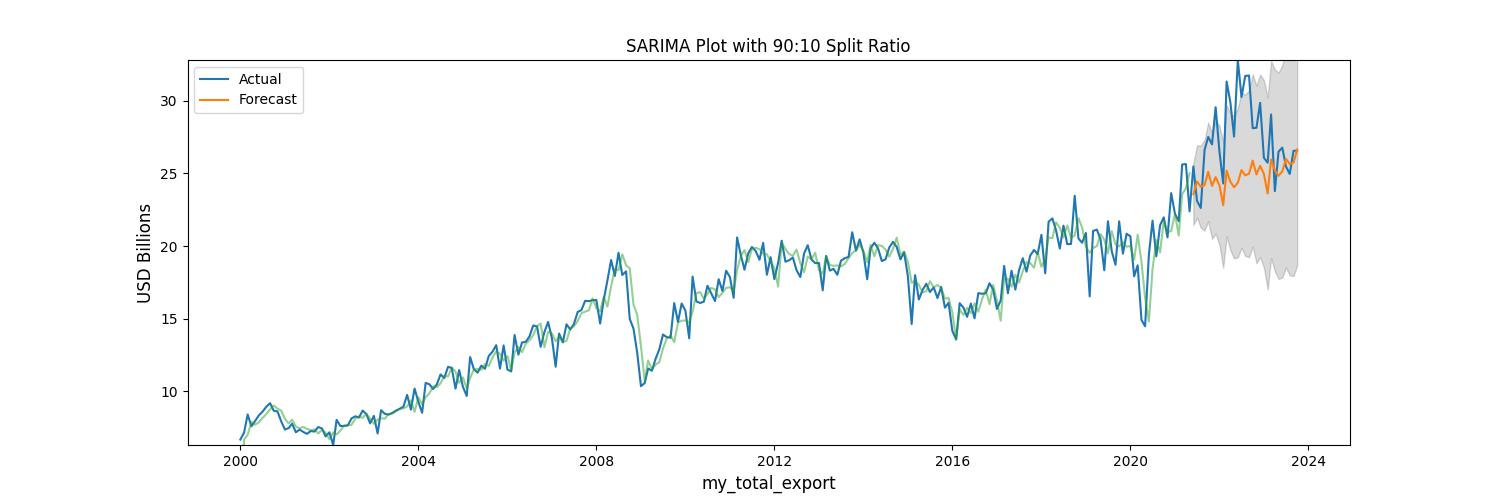 SARIMA Plot with 90:10 Split Ratio
Actual
Forecast
USD Billions
30
25
20
15
10
2000 2004 2008 2012 2016 2020 2024
my_total_export